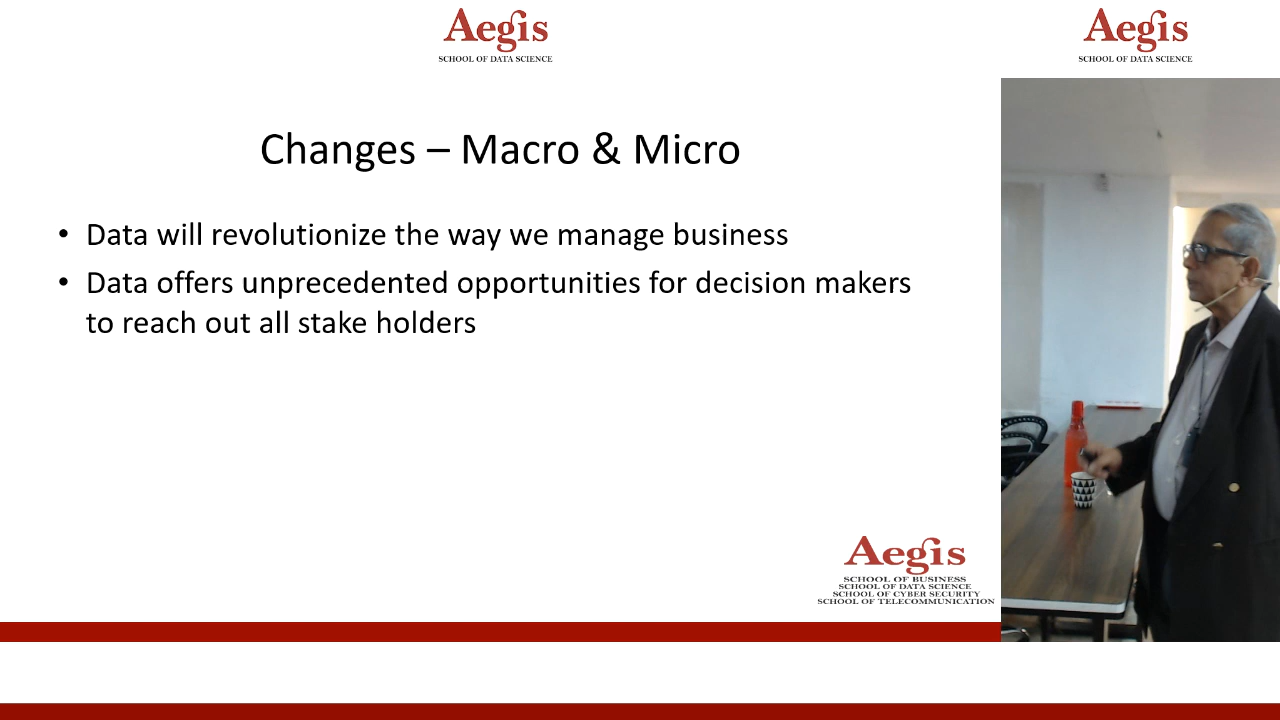 Aegis
SCHOOL OF DATA SCIENCE
Aegis
SCHOOL OF DATA SCIENCE
Changes – Macro & Micro
• Data will revolutionize the way we manage business
• Data offers unprecedented opportunities for decision makers
to reach out all stake holders
Aegis
SCHOOL OF BUSINESS
SCHOOL OF DATA SCIENCE
SCHOOL OF CYBER SECURITY
SCHOOL OF TELECOMMUNICATION